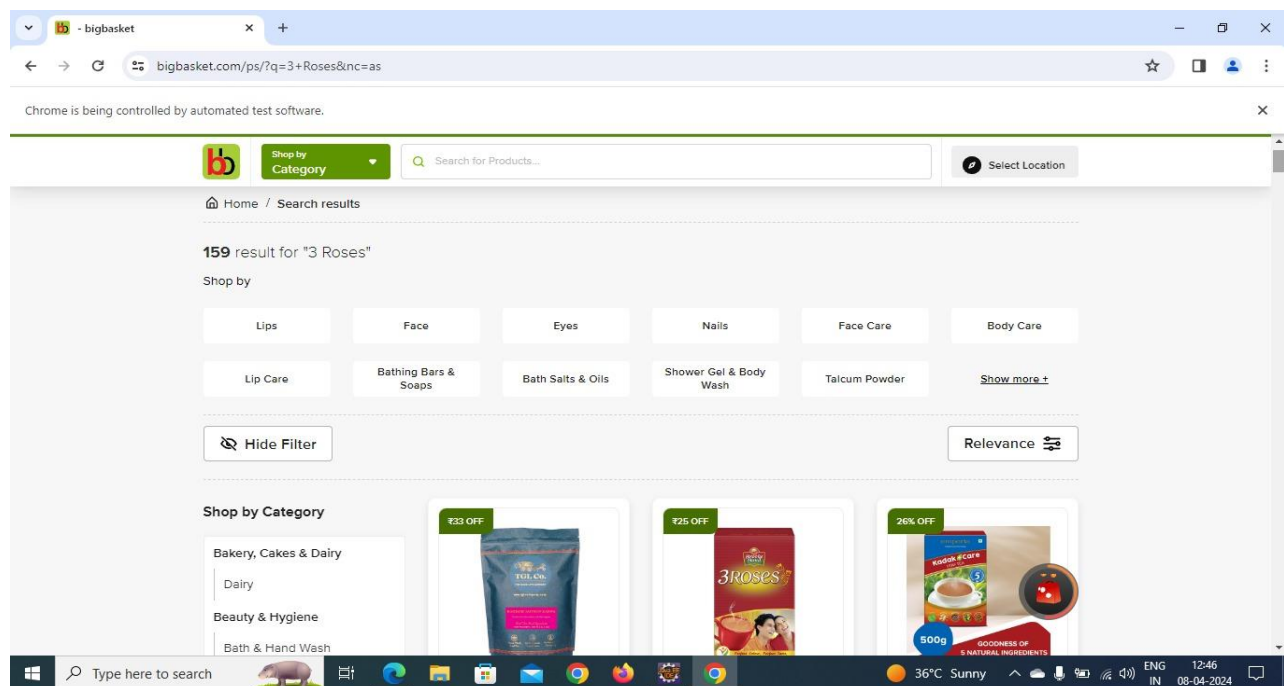 - bigbasket
bigbasket.com/ps/?q=3+Roses&nc=as
Chrome is being controlled by automated test software.
bb
Shop by
Category
Search for Products...
Select Location
Home / Search results
159 result for "3 Roses"
Shop by
Lips Face Eyes Nails Face Care Body Care
Lip Care Bathing Bars & Soaps Bath Salts & Oils Shower Gel & Body Wash Talcum Powder Show more +
Hide Filter Relevance
Shop by Category
₹33 OFF ₹25 OFF 26% OFF
Bakery, Cakes & Dairy
Dairy
Beauty & Hygiene
Bath & Hand Wash
TGL Co.
3ROSES
Kadak Care
5
500g
GOODNESS OF
5 NATURAL INGREDIENTS
Type here to search
36°C Sunny
ENG
IN
12:46
08-04-2024